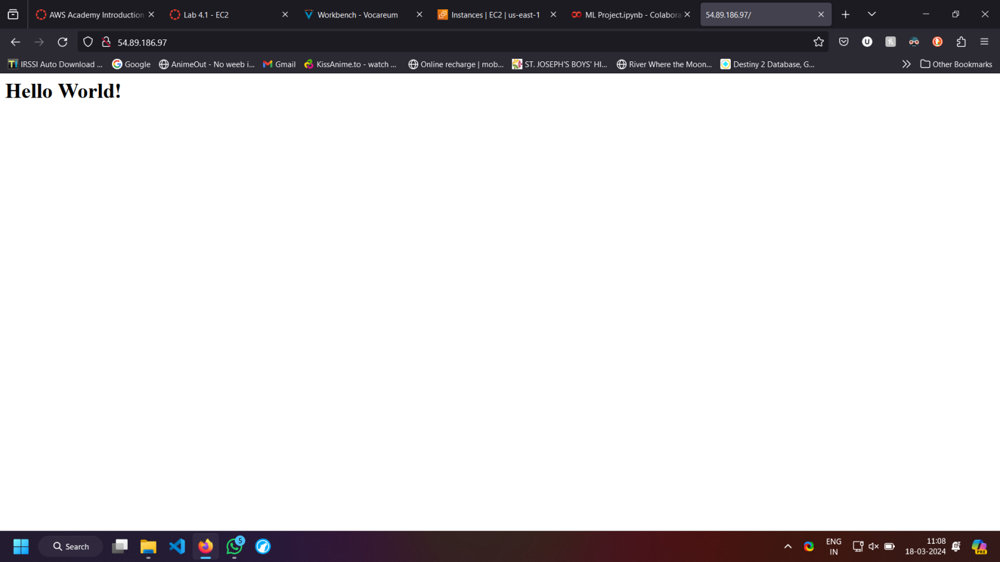 AWS Academy Introduction
Lab 4.1 - EC2
Workbench - Vocareum
Instances | EC2 | us-east-1
ML Project.ipynb - Colabora
54.89.186.97/
54.89.186.97
IRSSI Auto Download ...
Google
AnimeOut - No weeb i...
Gmail
KissAnime.to - watch ...
Online recharge | mob...
ST. JOSEPH'S BOYS' HI...
River Where the Moon...
Destiny 2 Database, G...
Other Bookmarks
Hello World!
Search
5
ENG
IN
11:08
18-03-2024
PRE